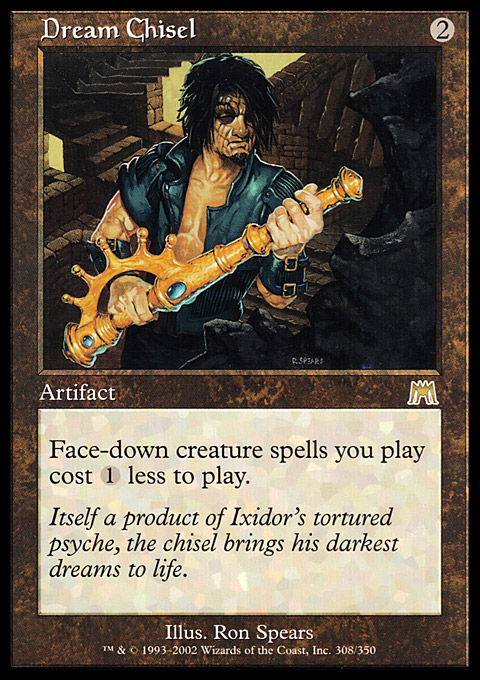 Dream Chisel 2
R. SPEARS
Artifact
Face-down creature spells you play
cost 1 less to play.
Itself a product of Ixidor's tortured
psyche, the chisel brings his darkest
dreams to life.
Illus. Ron Spears
™ & © 1993–2002 Wizards of the Coast, Inc. 308/350